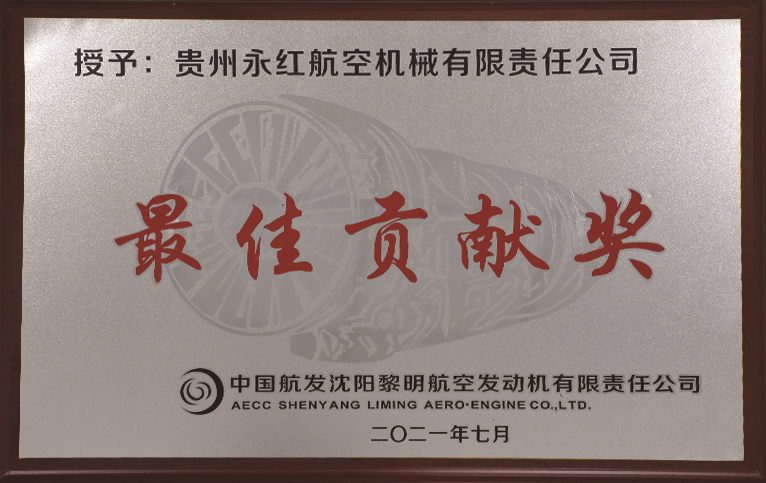 授予：贵州永红航空机械有限责任公司
最佳贡献奖
中国航发沈阳黎明航空发动机有限责任公司
AECC SHENYANG LIMING AERO-ENGINE CO.,LTD.
二〇二一年七月